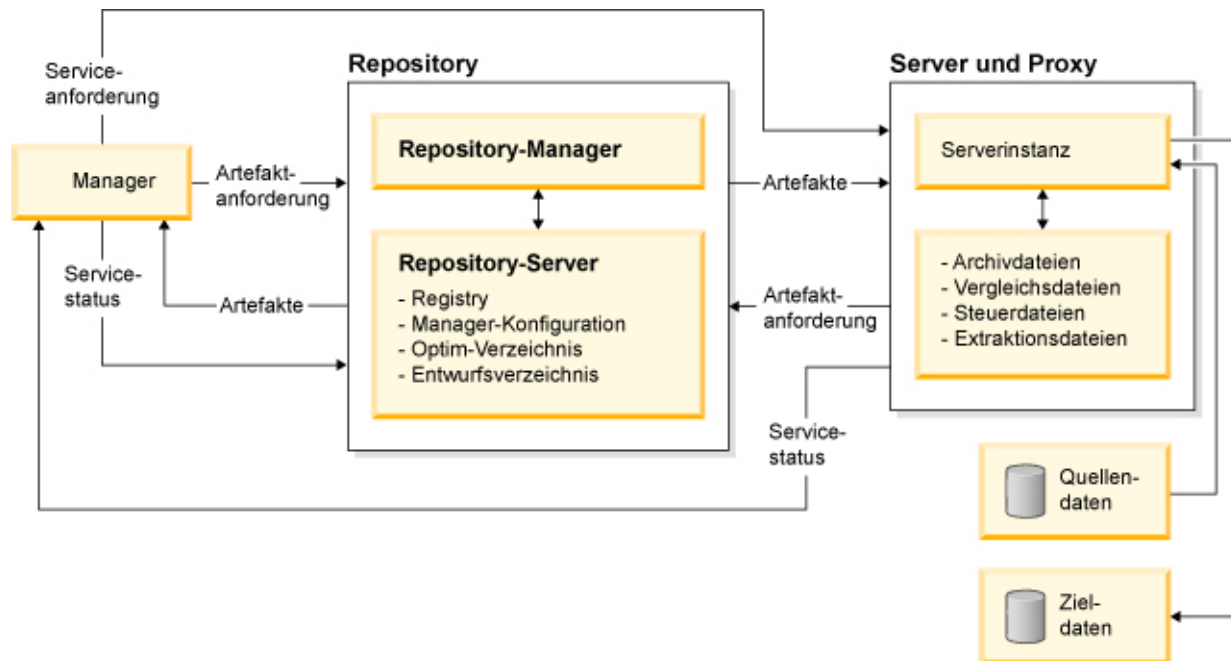 Service-
anforderung
Repository
Server und Proxy
Manager
Artefakt-
anforderung
Repository-Manager
Artefakte
Serverinstanz
Service-
status
Artefakte
Repository-Server
- Registry
- Manager-Konfiguration
- Optim-Verzeichnis
- Entwurfsverzeichnis
Artefakt-
anforderung
- Archivdateien
- Vergleichsdateien
- Steuerdateien
- Extraktionsdateien
Service-
status
Quellen-
daten
Ziel-
daten